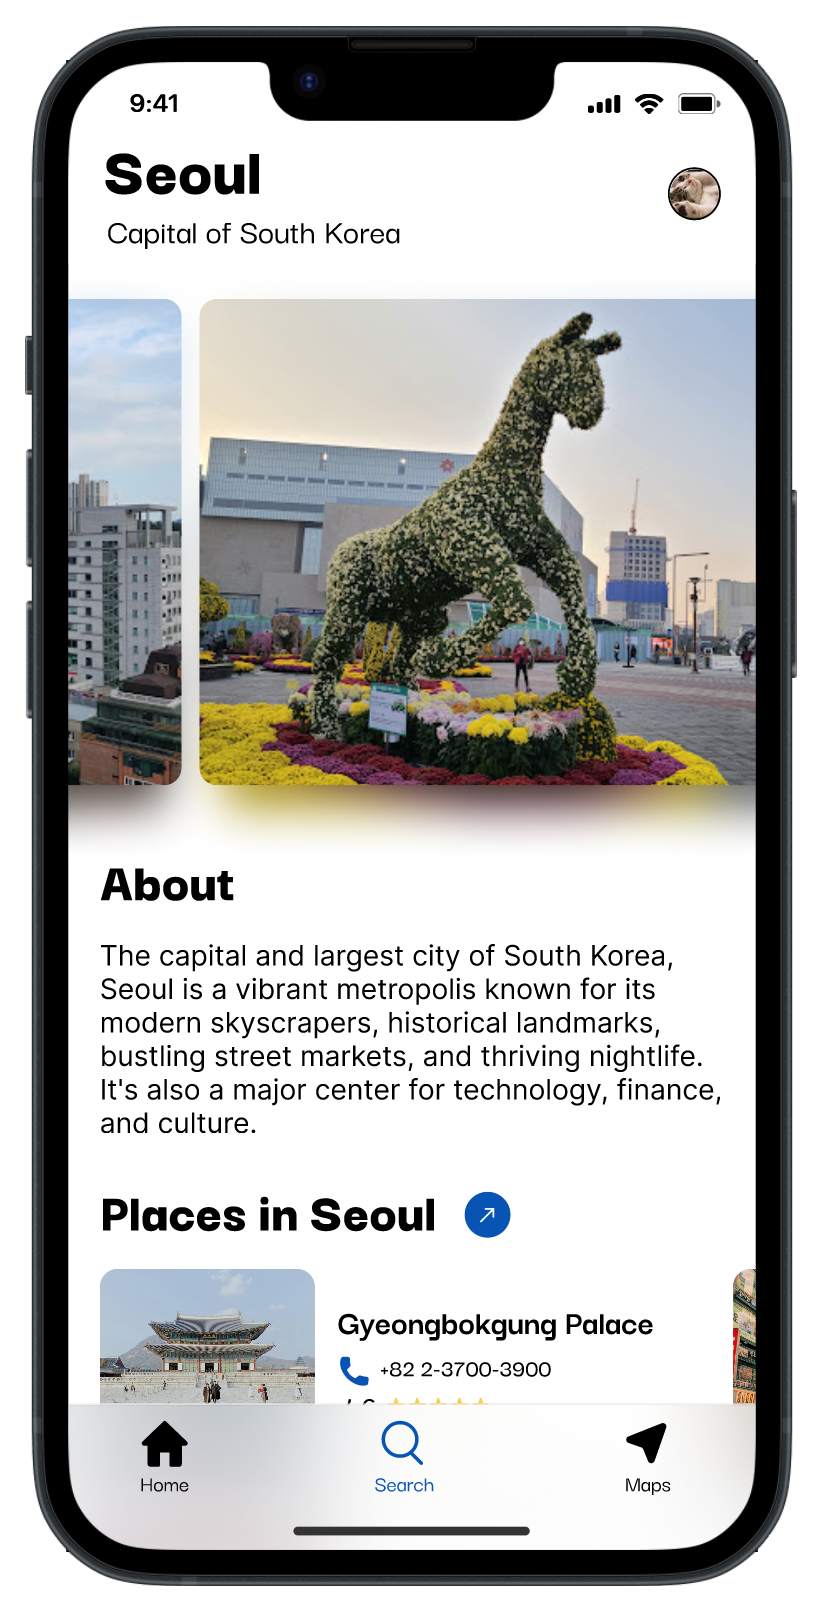 9:41
Seoul
Capital of South Korea
About
The capital and largest city of South Korea,
Seoul is a vibrant metropolis known for its
modern skyscrapers, historical landmarks,
bustling street markets, and thriving nightlife.
It's also a major center for technology, finance,
and culture.
Places in Seoul
Gyeongbokgung Palace
+82 2-3700-3900
Home
Search
Maps